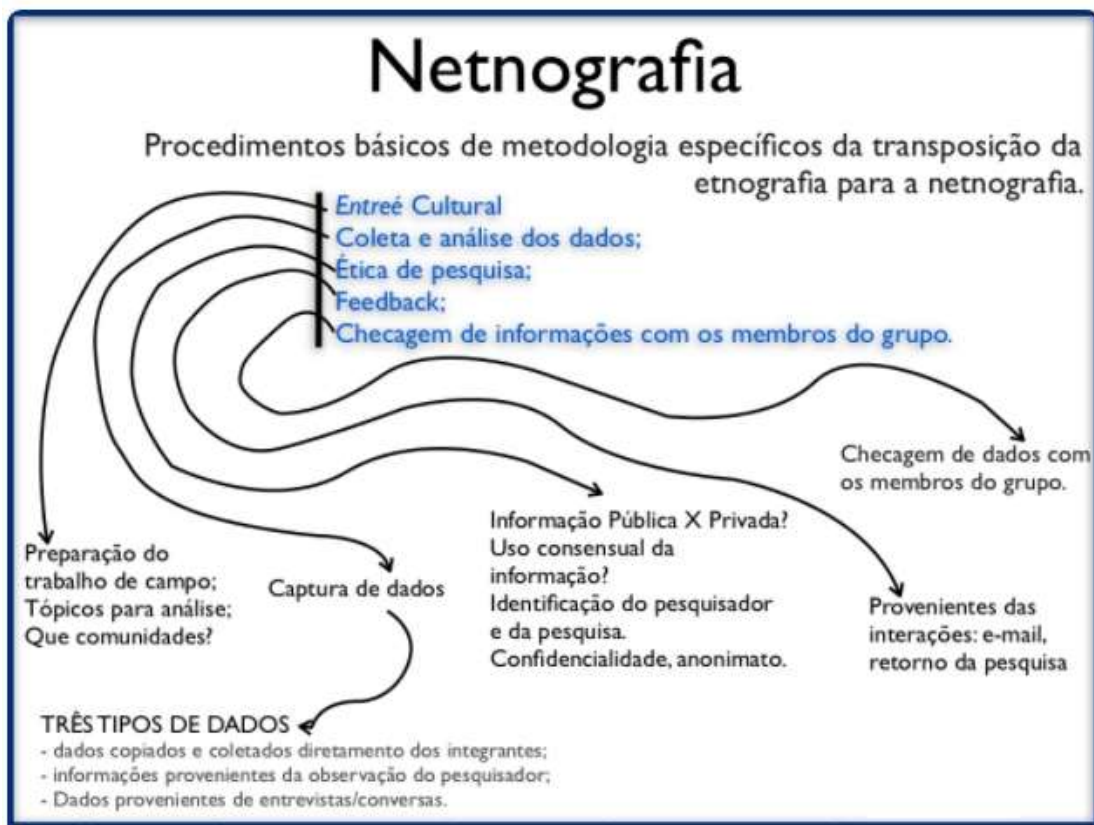 Netnografia
Procedimentos básicos de metodologia específicos da transposição da
etnografia para a netnografia.
Entreé Cultural
Coleta e análise dos dados;
Ética de pesquisa;
Feedback;
Checagem de informações com os membros do grupo.
Checagem de dados com
os membros do grupo.
Preparação do
trabalho de campo;
Tópicos para análise;
Que comunidades?
Captura de dados
Informação Pública X Privada?
Uso consensual da
informação?
Identificação do pesquisador
e da pesquisa.
Confidencialidade, anonimato.
Provenientes das
interações: e-mail,
retorno da pesquisa
TRÊS TIPOS DE DADOS
- dados copiados e coletados diretamento dos integrantes;
- informações provenientes da observação do pesquisador;
- Dados provenientes de entrevistas/conversas.